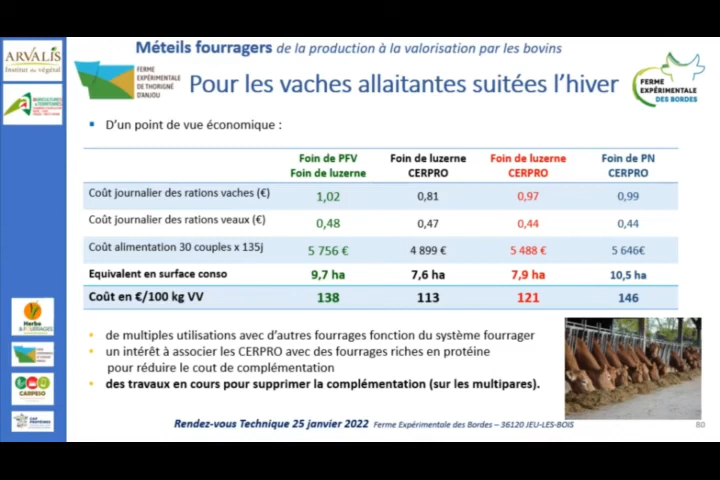 Méteils fourragers de la production à la valorisation par les bovins
ARVALIS
Institut du végétal
FERME
EXPÉRIMENTALE
DE THORIGNÉ
D'ANJOU
Pour les vaches allaitantes suitées l'hiver
FERME
EXPÉRIMENTALE
DES BORDES
AGRICULTURES
& TERRITOIRES
▪ D'un point de vue économique :
Foin de PFV Foin de luzerne Foin de luzerne Foin de PN
Foin de luzerne CERPRO CERPRO CERPRO
Coût journalier des rations vaches (€) 1,02 0,81 0,97 0,99
Coût journalier des rations veaux (€) 0,48 0,47 0,44 0,44
Coût alimentation 30 couples x 135j 5 756 € 4 899 € 5 488 € 5 646€
Equivalent en surface conso 9,7 ha 7,6 ha 7,9 ha 10,5 ha
Coût en €/100 kg VV 138 113 121 146
• de multiples utilisations avec d'autres fourrages fonction du système fourrager
• un intérêt à associer les CERPRO avec des fourrages riches en protéine
pour réduire le cout de complémentation
• des travaux en cours pour supprimer la complémentation (sur les multipares).
Herbe
& FOURRAGES
CARPESO
Rendez-vous Technique 25 janvier 2022 Ferme Expérimentale des Bordes – 36120 JEU-LES-BOIS
80